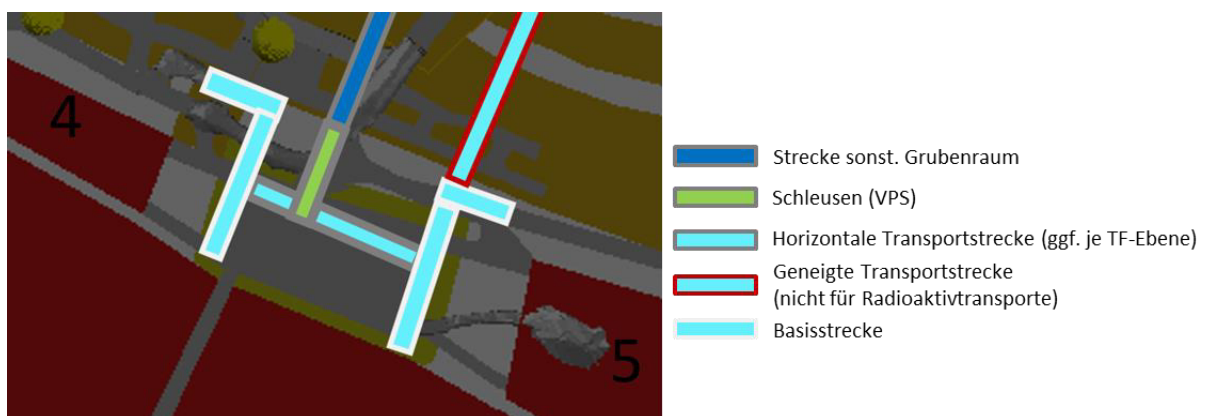 4
5
Strecke sonst. Grubenraum
Schleusen (VPS)
Horizontale Transportstrecke (ggf. je TF-Ebene)
Geneigte Transportstrecke
(nicht für Radioaktivtransporte)
Basisstrecke